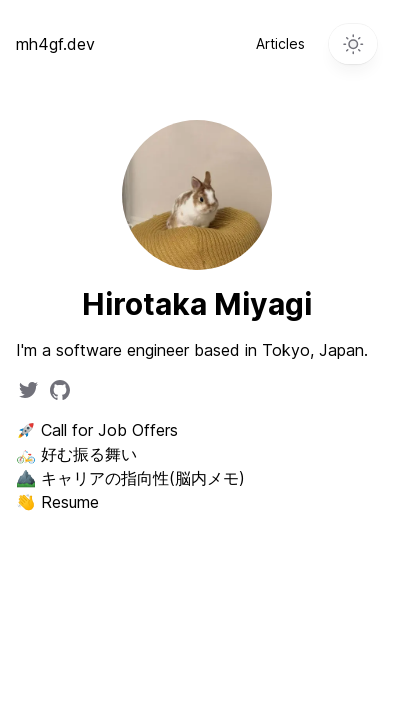 mh4gf.dev
Articles
Hirotaka Miyagi
I'm a software engineer based in Tokyo, Japan.
🚀 Call for Job Offers
🚴 好む振る舞い
⛰️ キャリアの指向性(脳内メモ)
👋 Resume